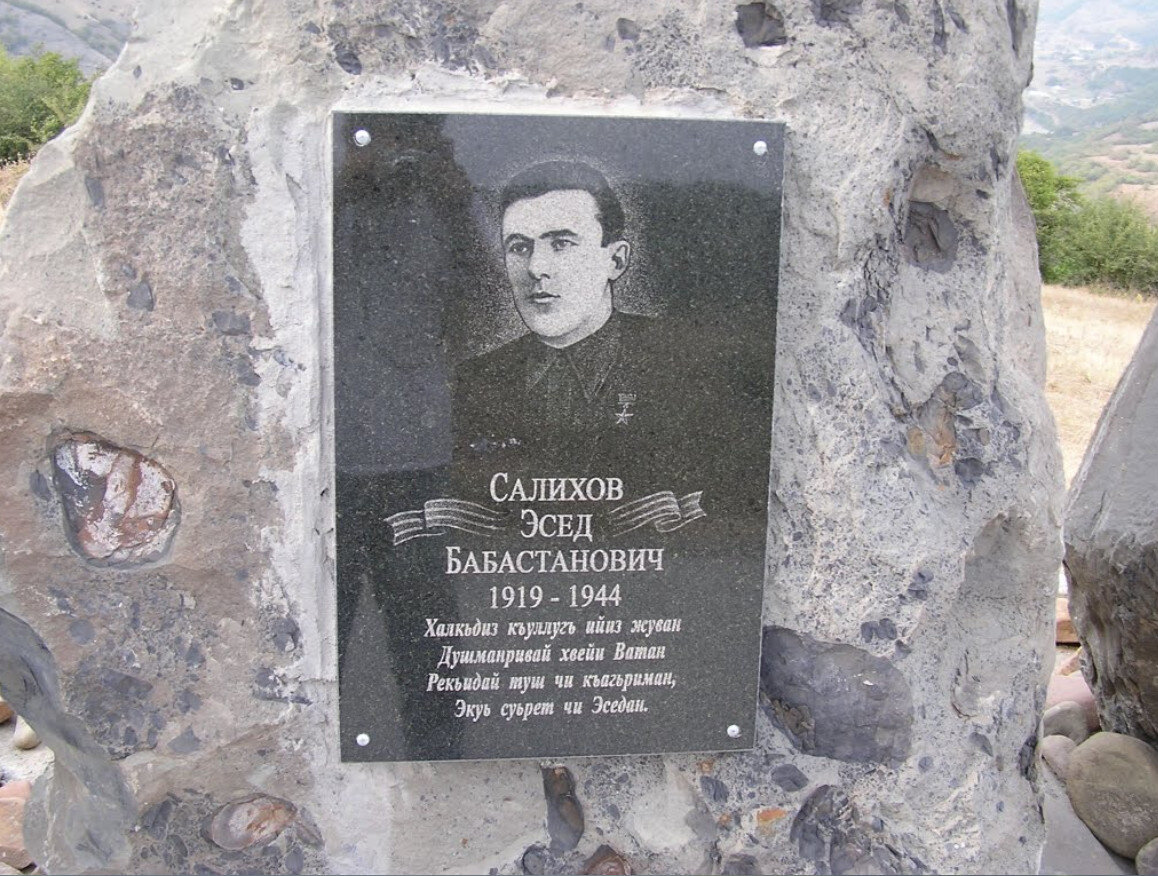 САЛИХОВ
ЭСЕД
БАБАСТАНОВИЧ
1919 - 1944
Халкьдиз къуллугъ ийиз жуван
Душманривай хвейи Ватан
Рекьидай туш чи къагьриман,
Экуь суьрет чи Эседан.